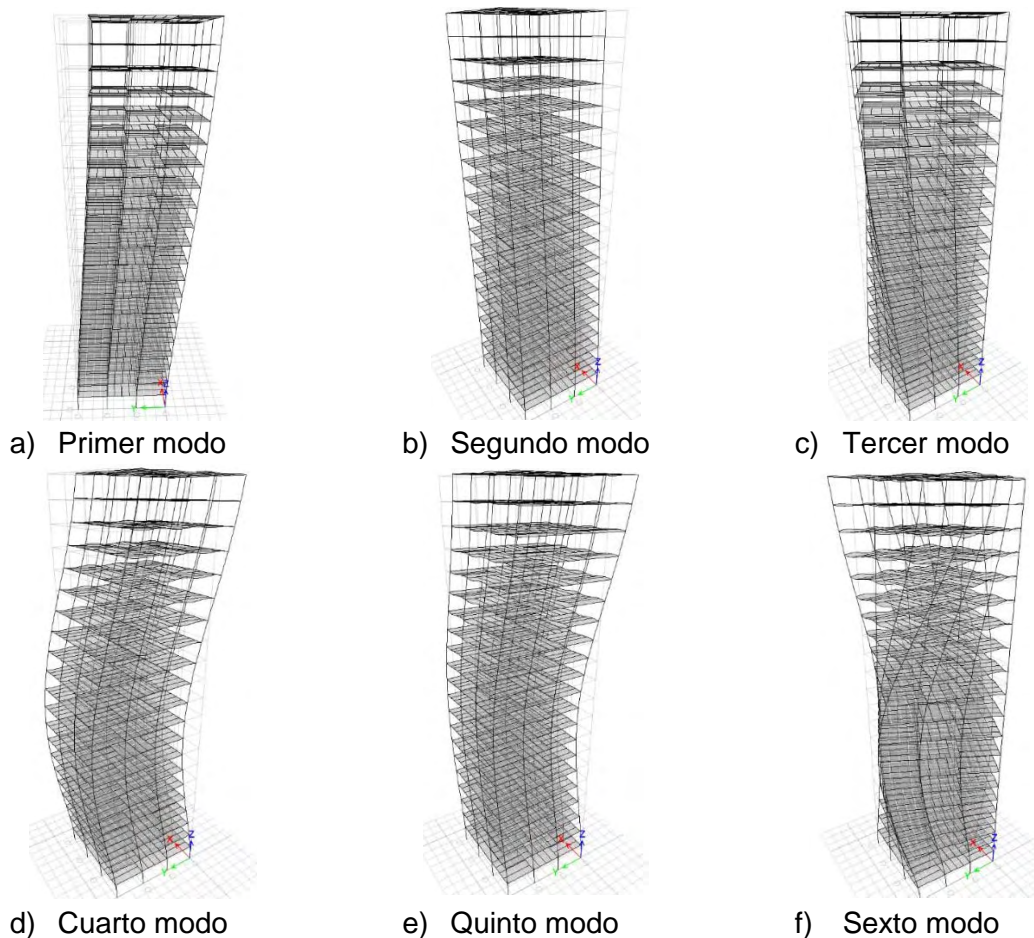 a) Primer modo
b) Segundo modo
c) Tercer modo
d) Cuarto modo
e) Quinto modo
f) Sexto modo